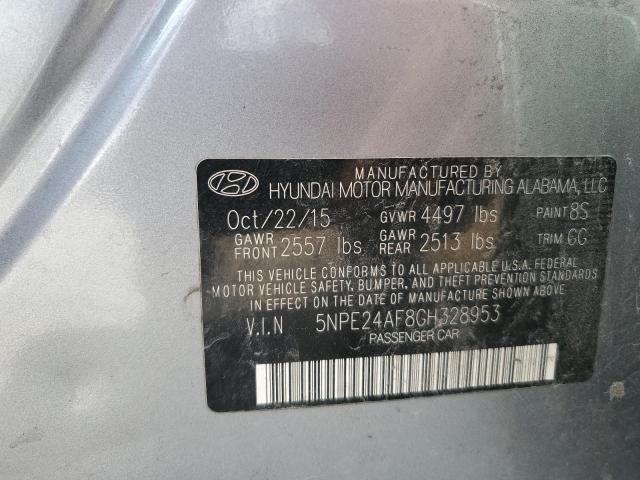 MANUFACTURED BY
HYUNDAI MOTOR MANUFACTURING ALABAMA, LLC
Oct/22/15 GVWR 4497 lbs PAINT 8S
GAWR FRONT 2557 lbs GAWR REAR 2513 lbs TRIM GG
THIS VEHICLE CONFORMS TO ALL APPLICABLE U.S.A. FEDERAL
MOTOR VEHICLE SAFETY, BUMPER, AND THEFT PREVENTION STANDARDS
IN EFFECT ON THE DATE OF MANUFACTURE SHOWN ABOVE.
V.I.N 5NPE24AF8GH328953
PASSENGER CAR